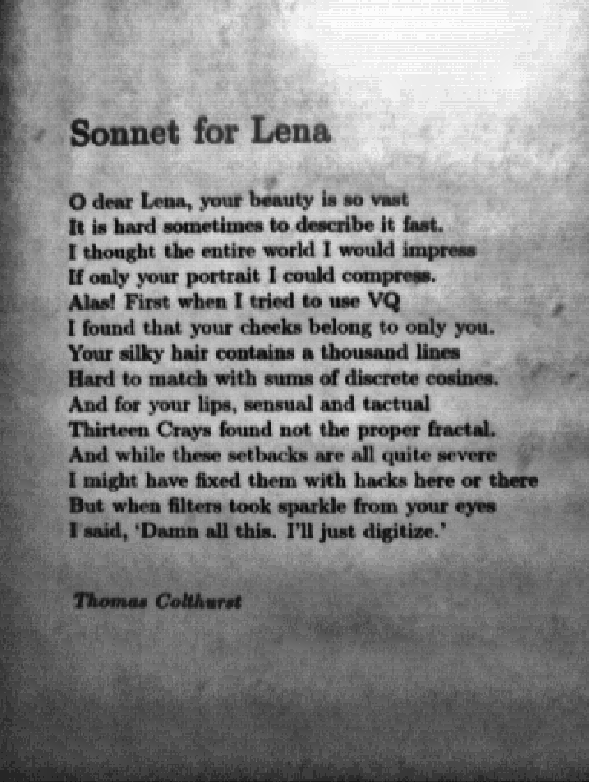 Sonnet for Lena
O dear Lena, your beauty is so vast
It is hard sometimes to describe it fast.
I thought the entire world I would impress
If only your portrait I could compress.
Alas! First when I tried to use VQ
I found that your cheeks belong to only you.
Your silky hair contains a thousand lines
Hard to match with sums of discrete cosines.
And for your lips, sensual and tactual
Thirteen Crays found not the proper fractal.
And while these setbacks are all quite severe
I might have fixed them with hacks here or there
But when filters took sparkle from your eyes
I said, ‘Damn all this. I’ll just digitize.’
Thomas Colthurst